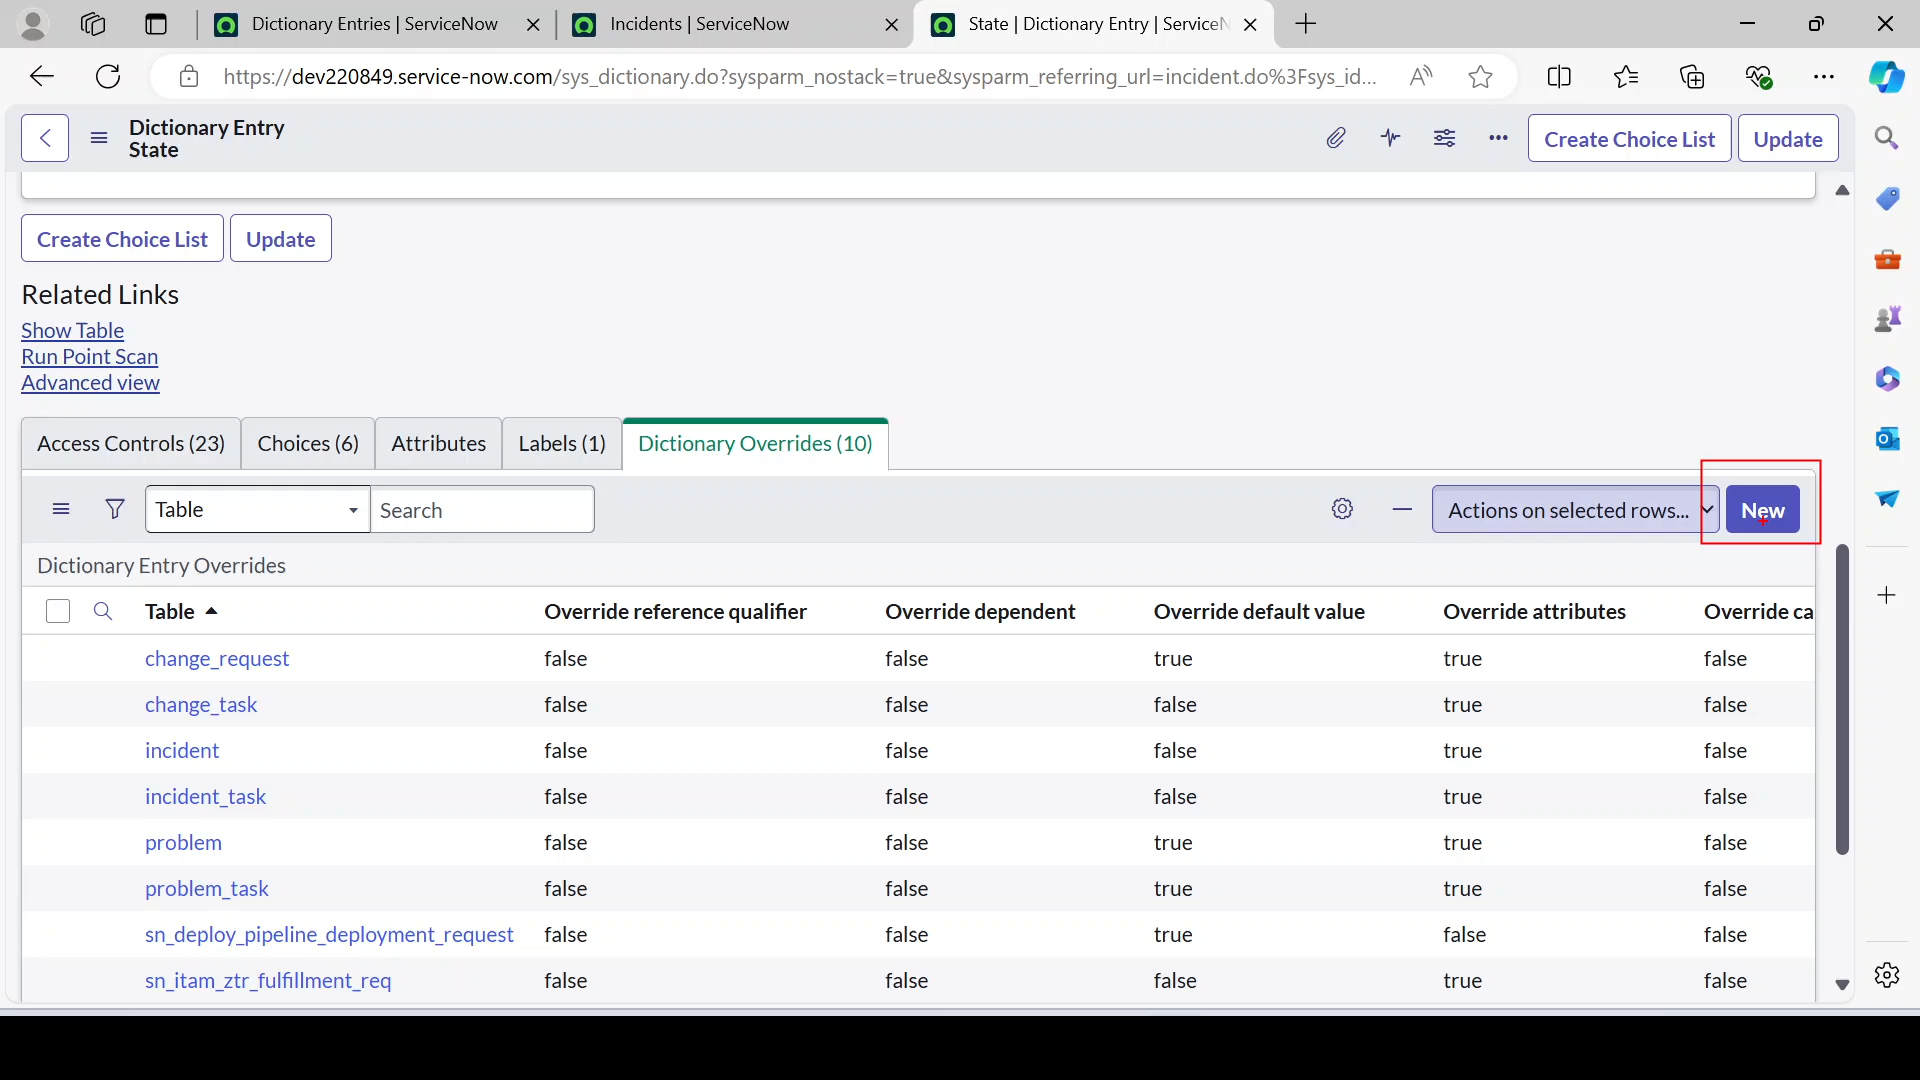 Dictionary Entries | ServiceNow
Incidents | ServiceNow
State | Dictionary Entry | ServiceN
https://dev220849.service-now.com/sys_dictionary.do?sysparm_nostack=true&sysparm_referring_url=incident.do%3Fsys_id...
Dictionary Entry
State
Create Choice List
Update
Create Choice List
Update
Related Links
Show Table
Run Point Scan
Advanced view
Access Controls (23)
Choices (6)
Attributes
Labels (1)
Dictionary Overrides (10)
Table
Search
Actions on selected rows...
New
Dictionary Entry Overrides
Table Override reference qualifier Override dependent Override default value Override attributes Override ca
change_request false false true true false
change_task false false false true false
incident false false false true false
incident_task false false false true false
problem false false true true false
problem_task false false true true false
sn_deploy_pipeline_deployment_request false false true false false
sn_itam_ztr_fulfillment_req false false false true false